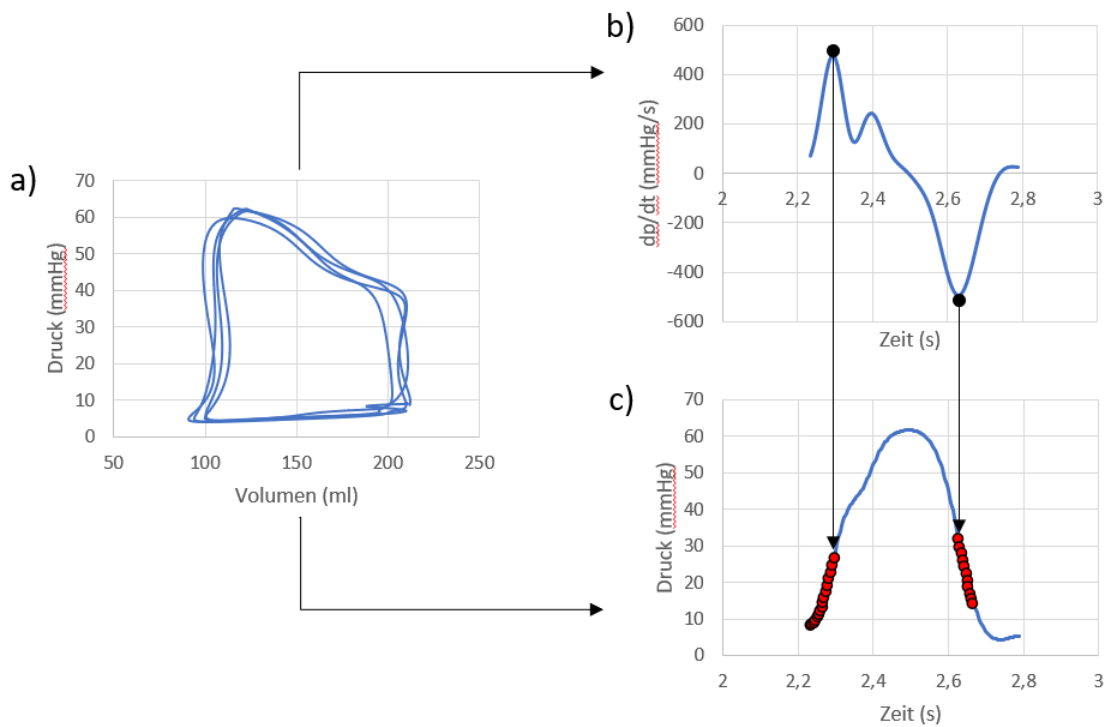 a)
70
60
50
40
30
20
10
0
Druck (mmHg)
50 100 150 200 250
Volumen (ml)
b)
600
400
200
0
-200
-400
-600
dp/dt (mmHg/s)
2 2,2 2,4 2,6 2,8 3
Zeit (s)
c)
70
60
50
40
30
20
10
0
Druck (mmHg)
2 2,2 2,4 2,6 2,8 3
Zeit (s)